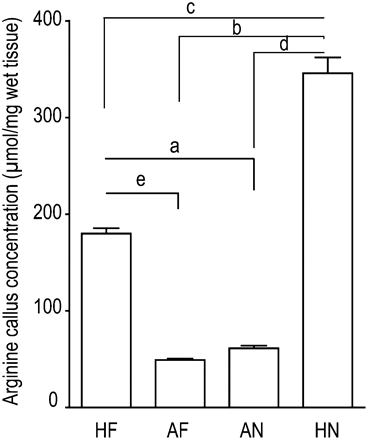 Arginine callus concentration (μmol/mg wet tissue)
400
300
200
100
0
c
b
d
a
e
HF AF AN HN